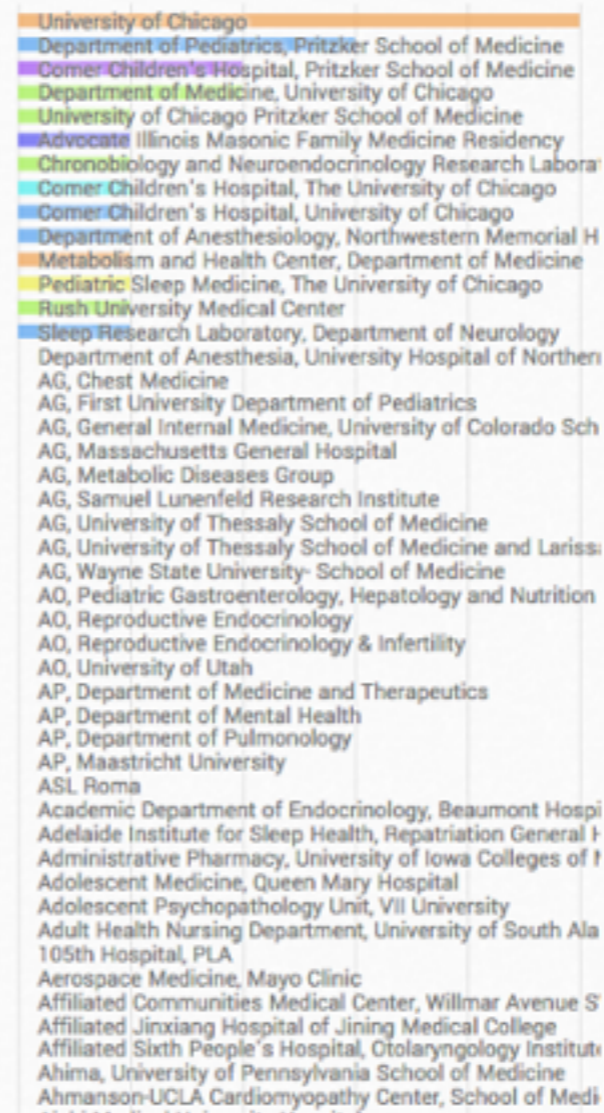 University of Chicago
Department of Pediatrics, Pritzker School of Medicine
Comer Children's Hospital, Pritzker School of Medicine
Department of Medicine, University of Chicago
University of Chicago Pritzker School of Medicine
Advocate Illinois Masonic Family Medicine Residency
Chronobiology and Neuroendocrinology Research Labora
Comer Children's Hospital, The University of Chicago
Comer Children's Hospital, University of Chicago
Department of Anesthesiology, Northwestern Memorial H
Metabolism and Health Center, Department of Medicine
Pediatric Sleep Medicine, The University of Chicago
Rush University Medical Center
Sleep Research Laboratory, Department of Neurology
Department of Anesthesia, University Hospital of Northern
AG, Chest Medicine
AG, First University Department of Pediatrics
AG, General Internal Medicine, University of Colorado Sch
AG, Massachusetts General Hospital
AG, Metabolic Diseases Group
AG, Samuel Lunenfeld Research Institute
AG, University of Thessaly School of Medicine
AG, University of Thessaly School of Medicine and Larissa
AG, Wayne State University- School of Medicine
AO, Pediatric Gastroenterology, Hepatology and Nutrition
AO, Reproductive Endocrinology
AO, Reproductive Endocrinology & Infertility
AO, University of Utah
AP, Department of Medicine and Therapeutics
AP, Department of Mental Health
AP, Department of Pulmonology
AP, Maastricht University
ASL Roma
Academic Department of Endocrinology, Beaumont Hospi
Adelaide Institute for Sleep Health, Repatriation General H
Administrative Pharmacy, University of Iowa Colleges of
Adolescent Medicine, Queen Mary Hospital
Adolescent Psychopathology Unit, VII University
Adult Health Nursing Department, University of South Ala
105th Hospital, PLA
Aerospace Medicine, Mayo Clinic
Affiliated Communities Medical Center, Willmar Avenue S
Affiliated Jinxiang Hospital of Jining Medical College
Affiliated Sixth People's Hospital, Otolaryngology Institute
Ahima, University of Pennsylvania School of Medicine
Ahmanson-UCLA Cardiomyopathy Center, School of Medi